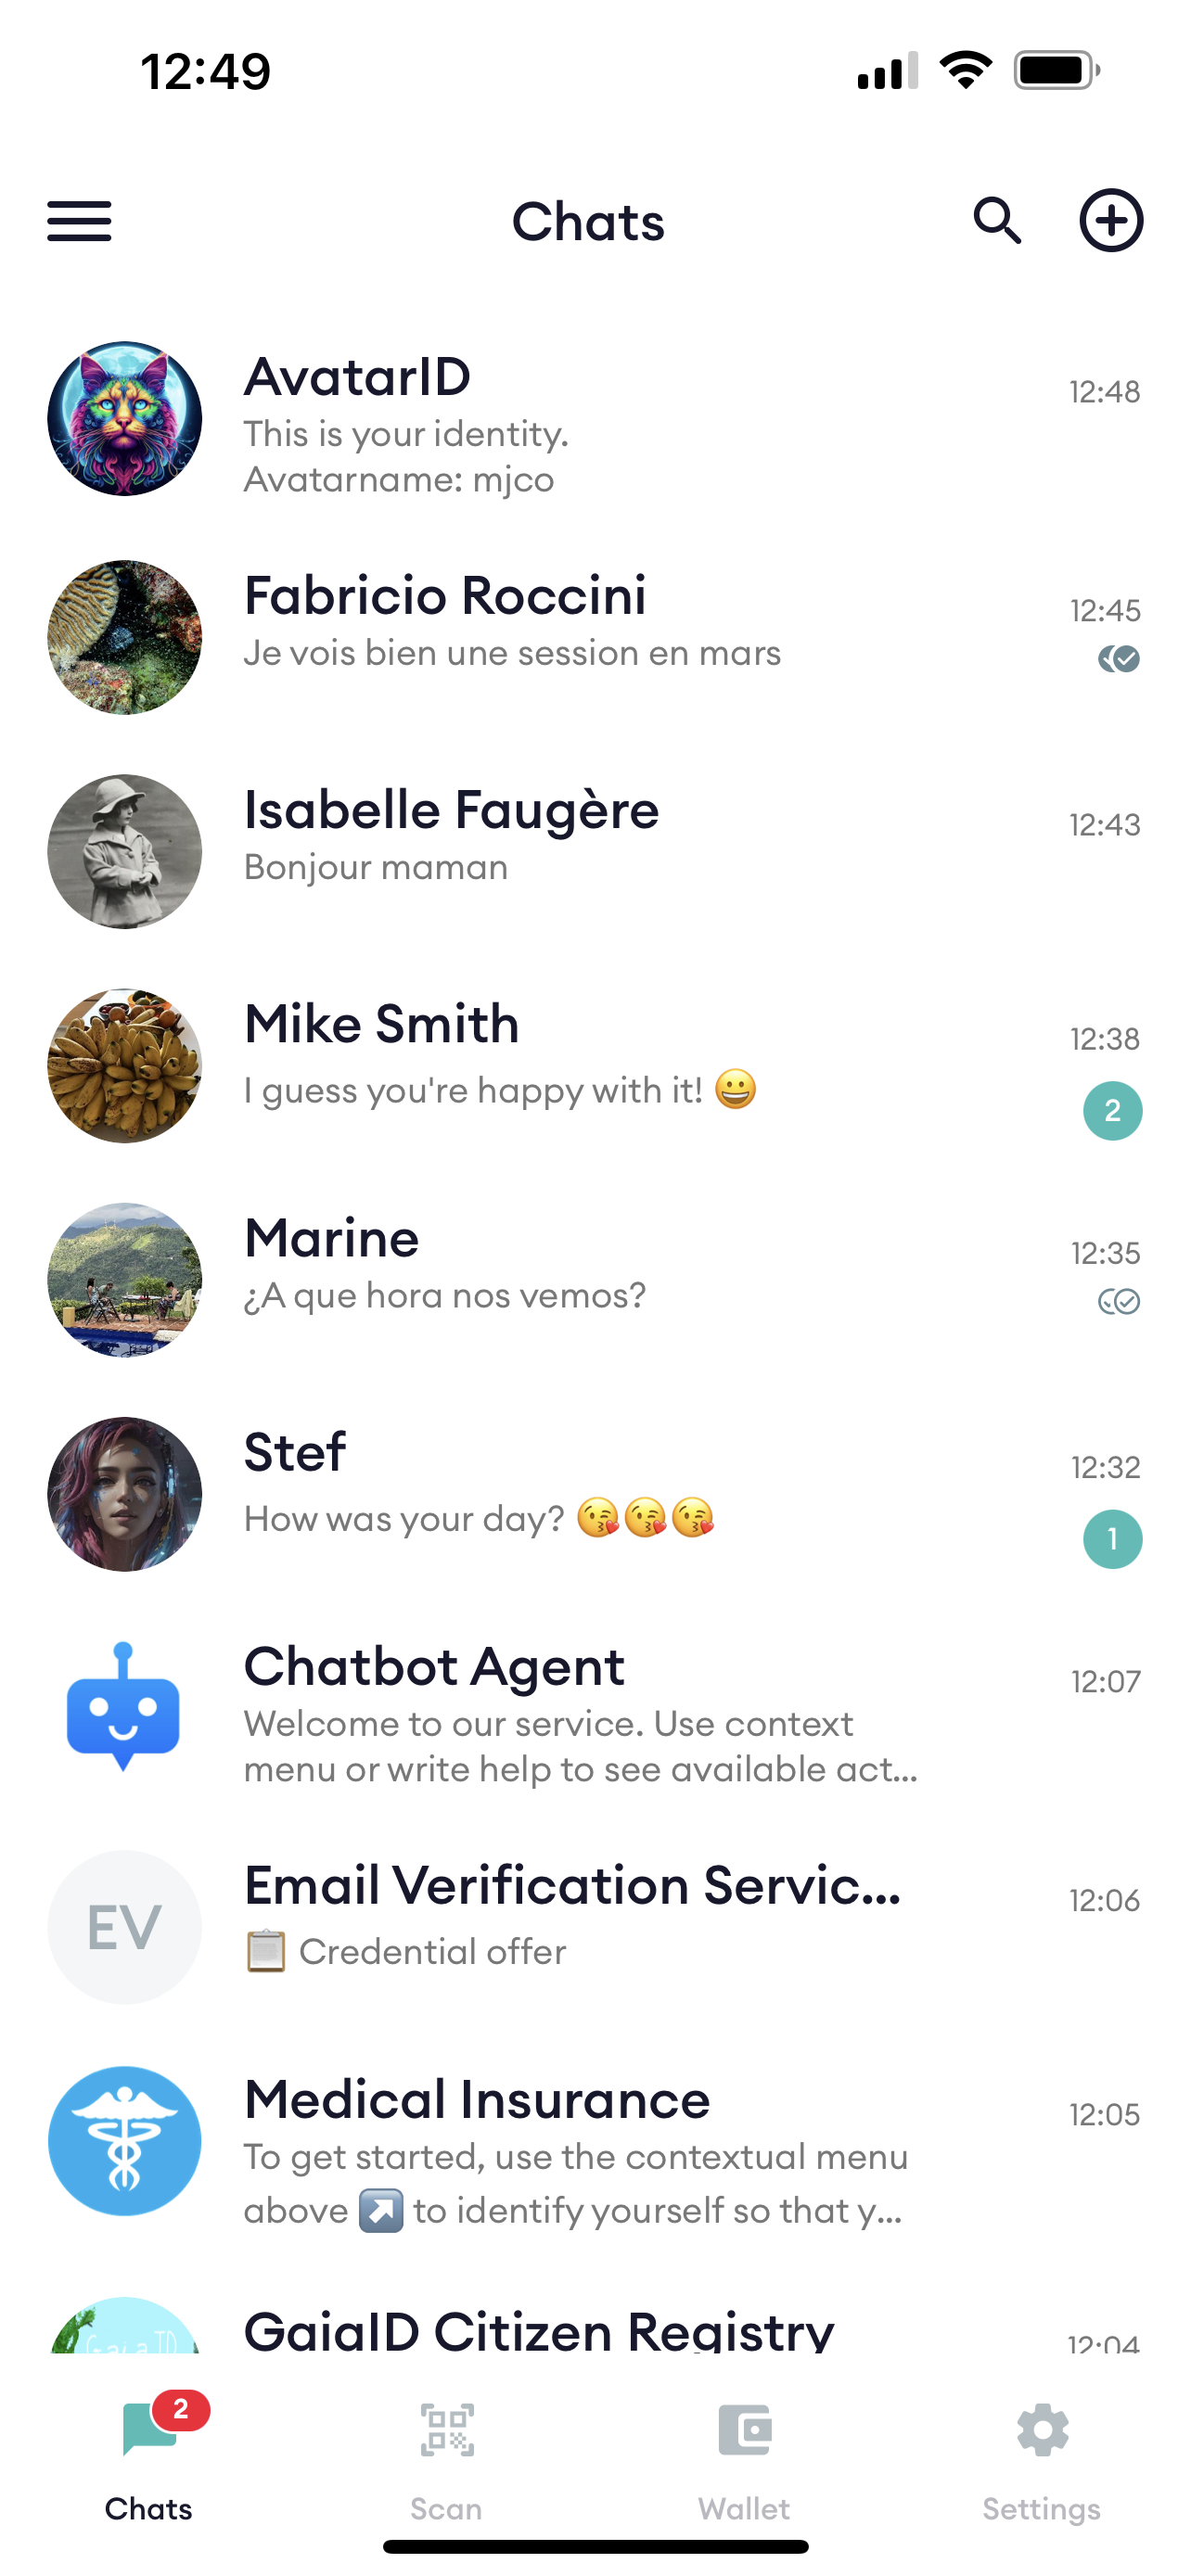 12:49
Chats
AvatarID
12:48
This is your identity.
Avatarname: mjco
Fabricio Roccini
12:45
Je vois bien une session en mars
Isabelle Faugère
12:43
Bonjour maman
Mike Smith
12:38
I guess you're happy with it! 😀
2
Marine
12:35
¿A que hora nos vemos?
Stef
12:32
How was your day? 😘😘😘
1
Chatbot Agent
12:07
Welcome to our service. Use context
menu or write help to see available act...
Email Verification Servic...
12:06
EV
📋 Credential offer
Medical Insurance
12:05
To get started, use the contextual menu
above ↗️ to identify yourself so that y...
GaiaID Citizen Registry
12:04
Gaia ID
2
Chats
Scan
Wallet
Settings